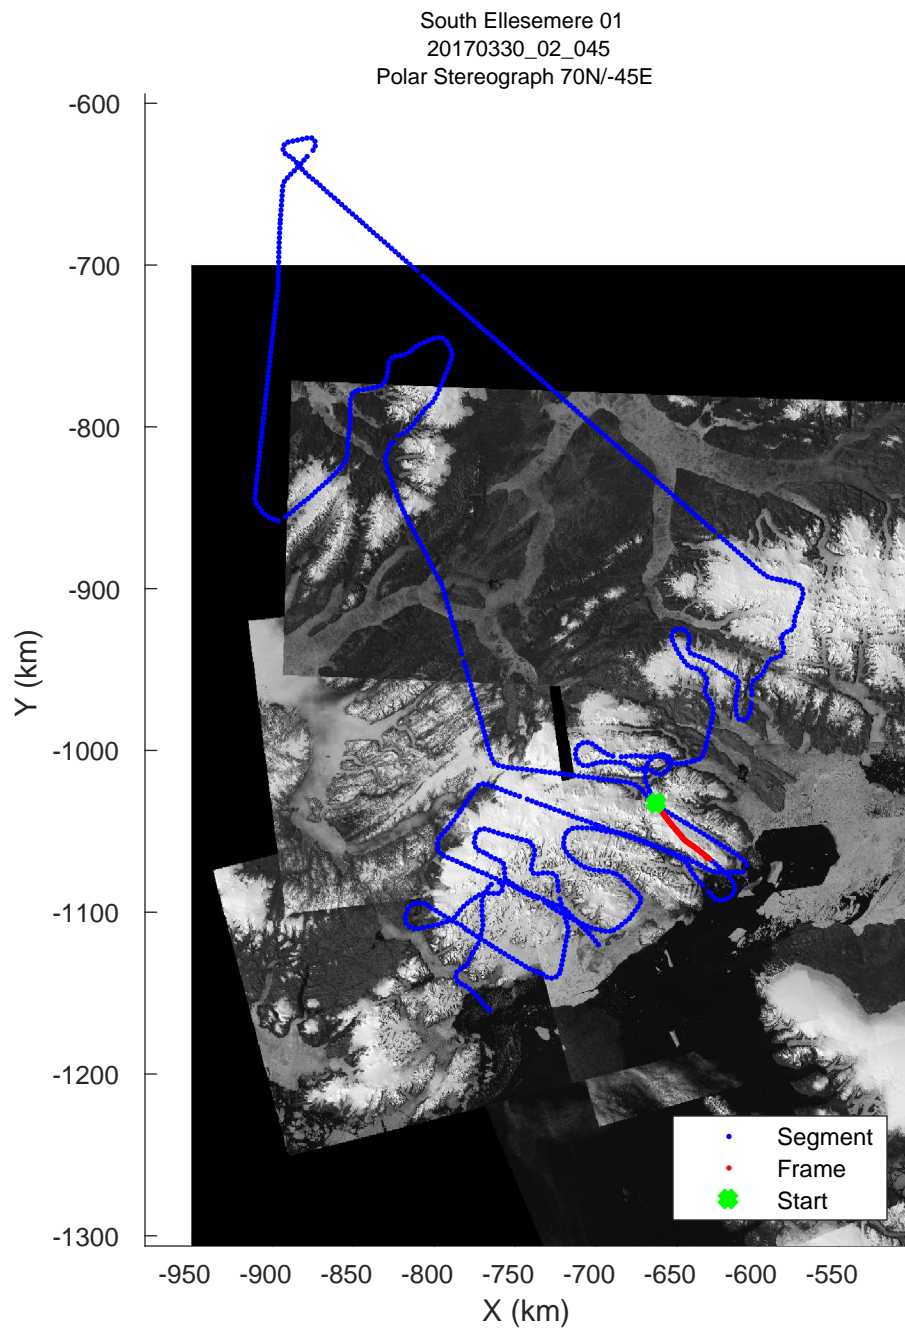 South Ellesemere 01
20170330_02_045
Polar Stereograph 70N/-45E
-600
-700
-800
-900
-1000
-1100
-1200
-1300
Y (km)
Segment
Frame
Start
-950 -900 -850 -800 -750 -700 -650 -600 -550
X (km)